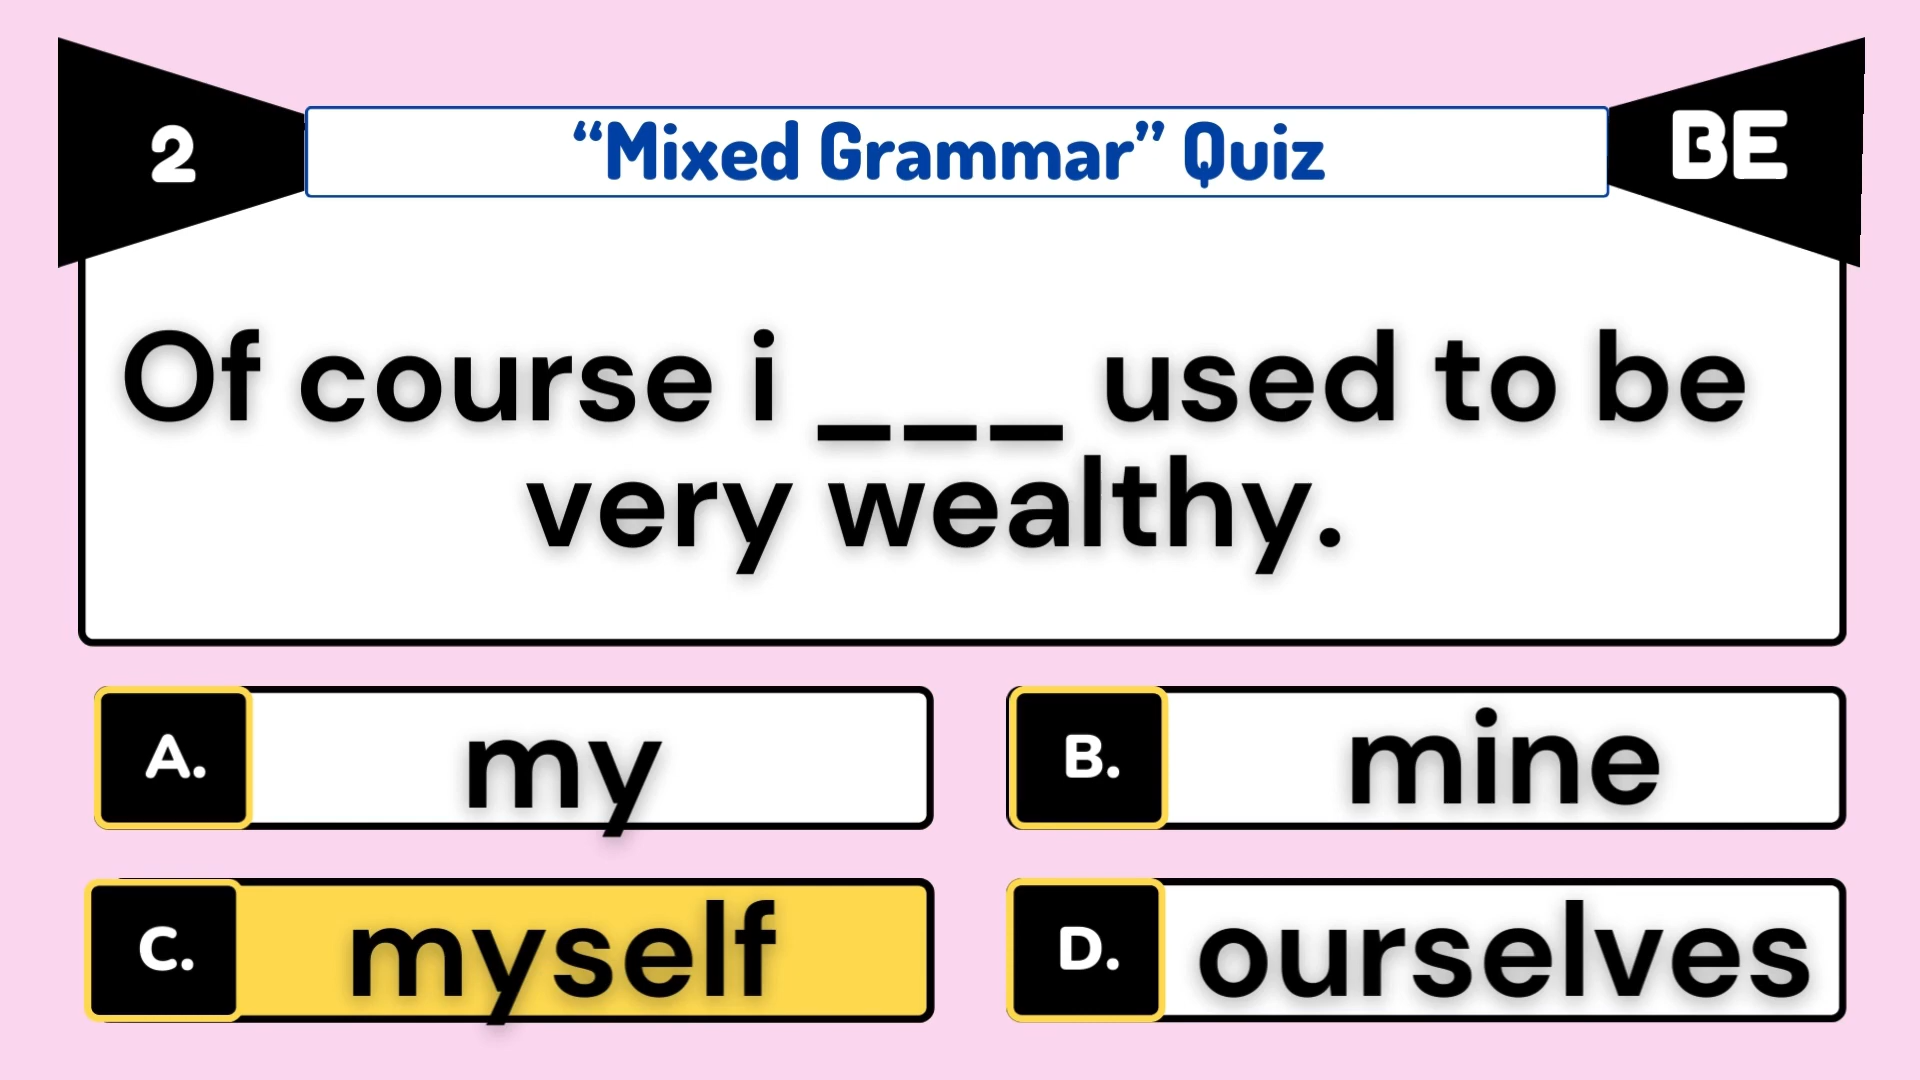 2
“Mixed Grammar” Quiz
BE
Of course i ___ used to be
very wealthy.
A. my
B. mine
C. myself
D. ourselves